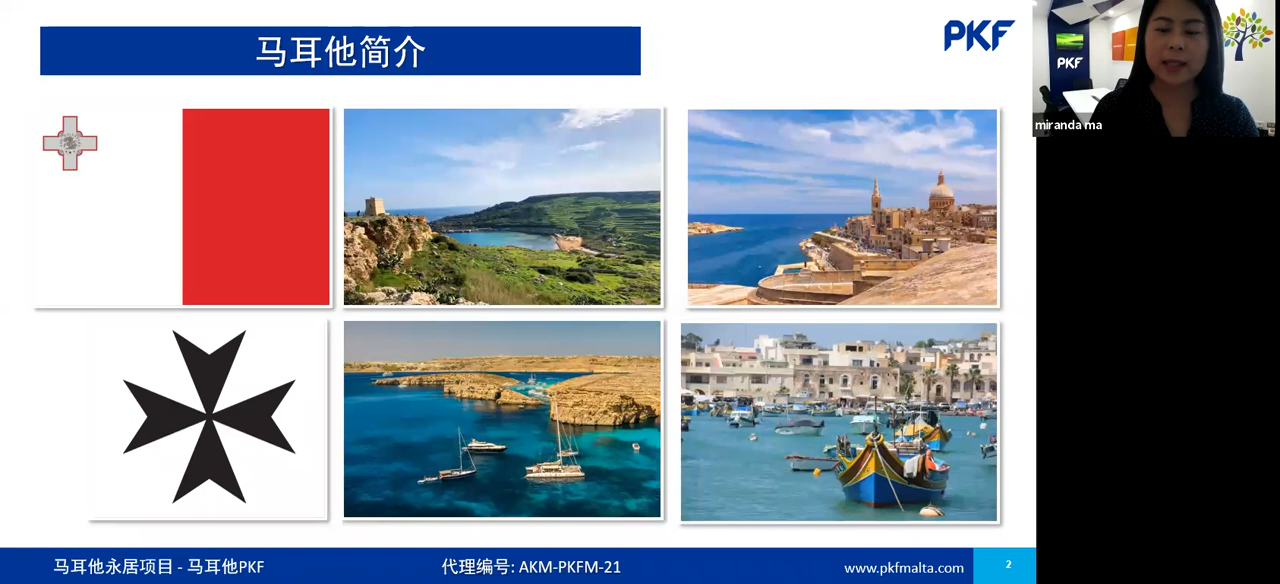 马耳他简介
PKF
PKF
miranda ma
马耳他永居项目 - 马耳他PKF
代理编号: AKM-PKFM-21
www.pkfmalta.com
2